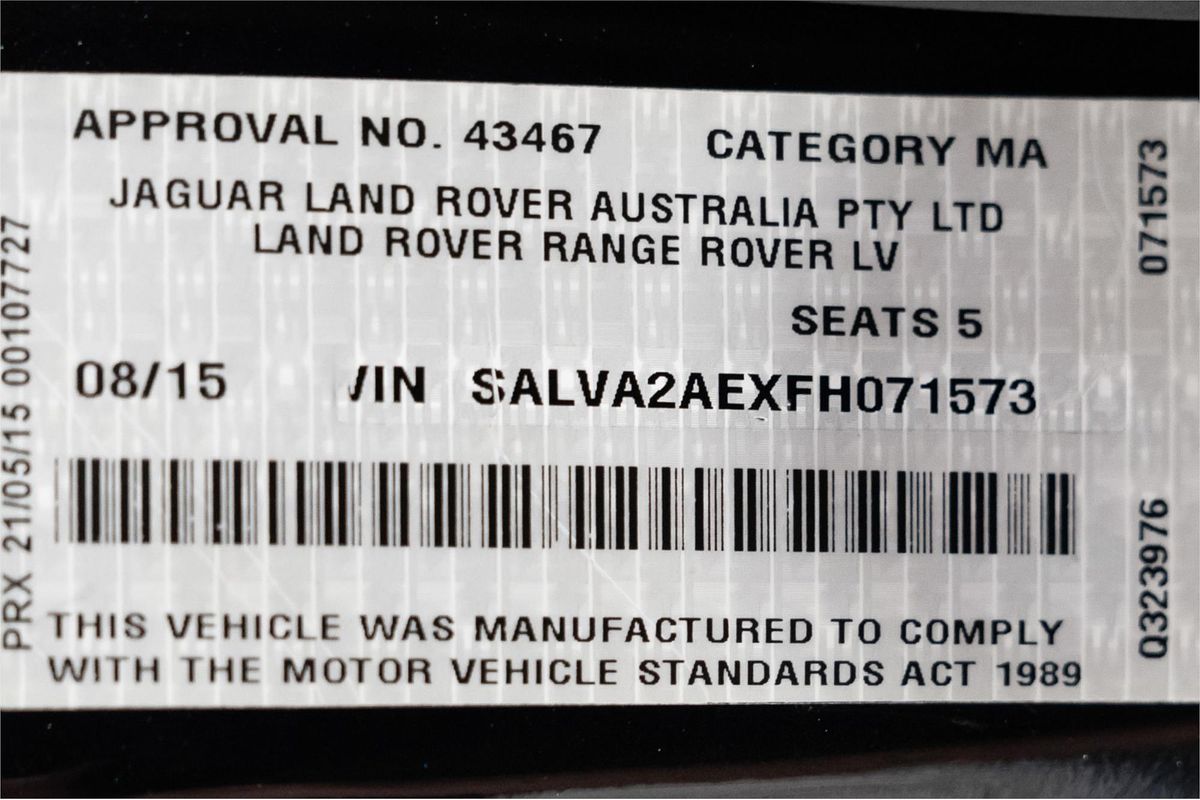 APPROVAL NO. 43467 CATEGORY MA
JAGUAR LAND ROVER AUSTRALIA PTY LTD
LAND ROVER RANGE ROVER LV
SEATS 5
08/15 VIN SALVA2AEXFH071573
THIS VEHICLE WAS MANUFACTURED TO COMPLY
WITH THE MOTOR VEHICLE STANDARDS ACT 1989
PRX 21/05/15 00107727
071573
Q323976